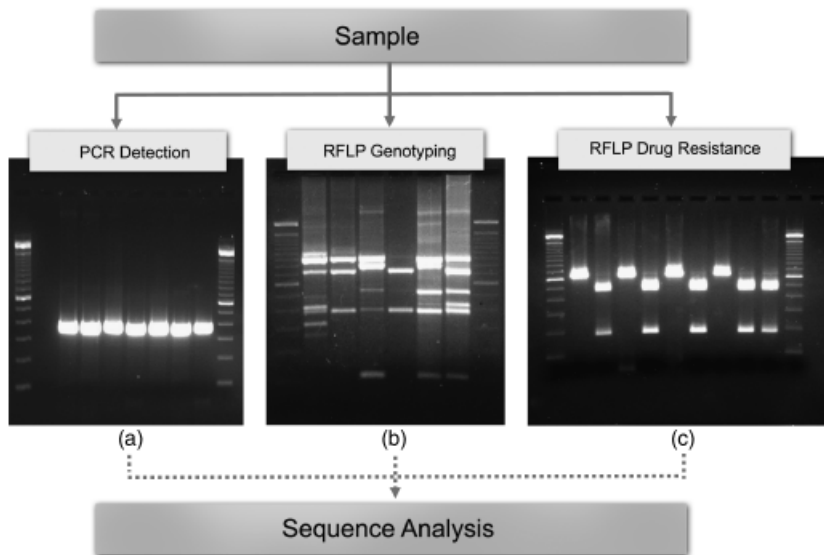 Sample
PCR Detection
RFLP Genotyping
RFLP Drug Resistance
(a)
(b)
(c)
Sequence Analysis